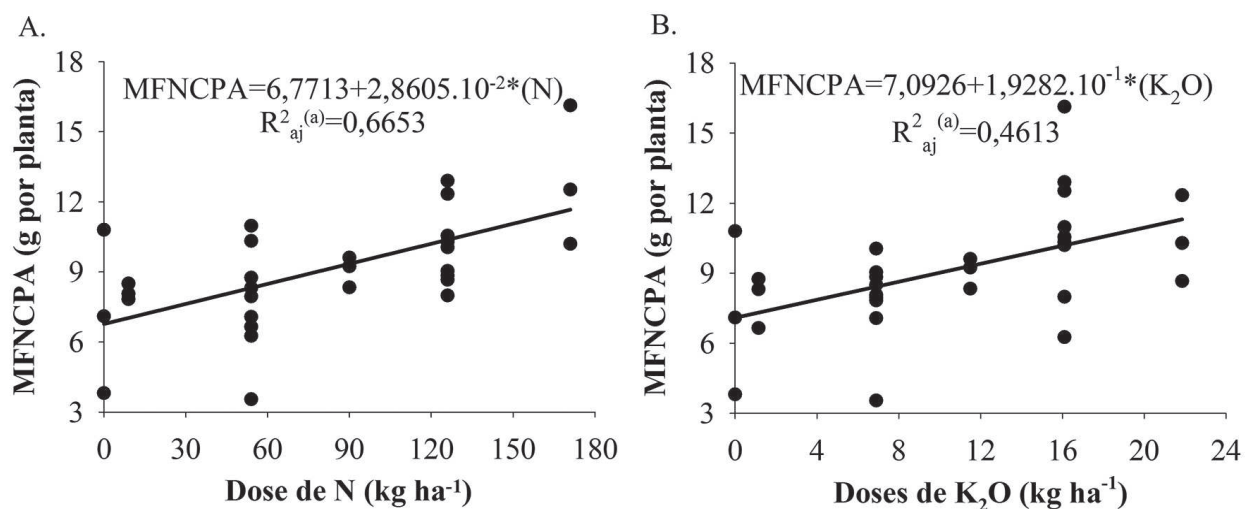 A.
MFNCPA=6,7713+2,8605.10⁻²*(N)
R²aj⁽ᵃ⁾=0,6653
MFNCPA (g por planta)
18
15
12
9
6
3
0 30 60 90 120 150 180
Dose de N (kg ha⁻¹)
B.
MFNCPA=7,0926+1,9282.10⁻¹*(K₂O)
R²aj⁽ᵃ⁾=0,4613
MFNCPA (g por planta)
18
15
12
9
6
3
0 4 8 12 16 20 24
Doses de K₂O (kg ha⁻¹)